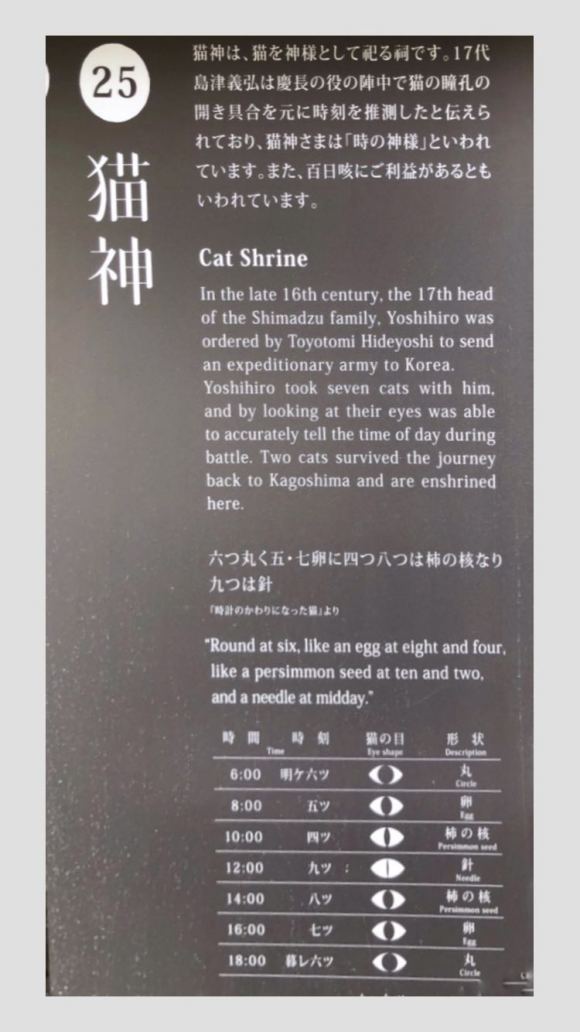 25
猫神
猫神は、猫を神様として祀る祠です。17代
島津義弘は慶長の役の陣中で猫の瞳孔の
開き具合を元に時刻を推測したと伝えら
れており、猫神さまは「時の神様」といわれ
ています。また、百日咳にご利益があるとも
いわれています。
Cat Shrine
In the late 16th century, the 17th head
of the Shimadzu family, Yoshihiro was
ordered by Toyotomi Hideyoshi to send
an expeditionary army to Korea.
Yoshihiro took seven cats with him,
and by looking at their eyes was able
to accurately tell the time of day during
battle. Two cats survived the journey
back to Kagoshima and are enshrined
here.
六つ丸く五・七卵に四つ八つは柿の核なり
九つは針
「時計のかわりになった猫」より
"Round at six, like an egg at eight and four,
like a persimmon seed at ten and two,
and a needle at midday."
時間 時刻 猫の目 形状
Time Eye shape Description
6:00 明ケ六ツ 丸
Circle
8:00 五ツ 卵
Egg
10:00 四ツ 柿の核
Persimmon seed
12:00 九ツ 針
Needle
14:00 八ツ 柿の核
Persimmon seed
16:00 七ツ 卵
Egg
18:00 暮レ六ツ 丸
Circle